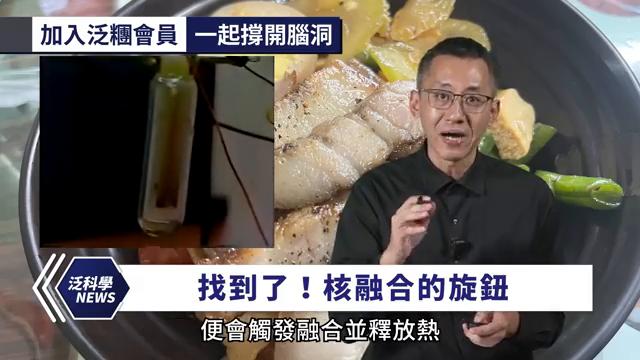 加入泛糰會員
一起撐開腦洞
泛科學
NEWS
找到了！核融合的旋鈕
便會觸發融合並釋放熱